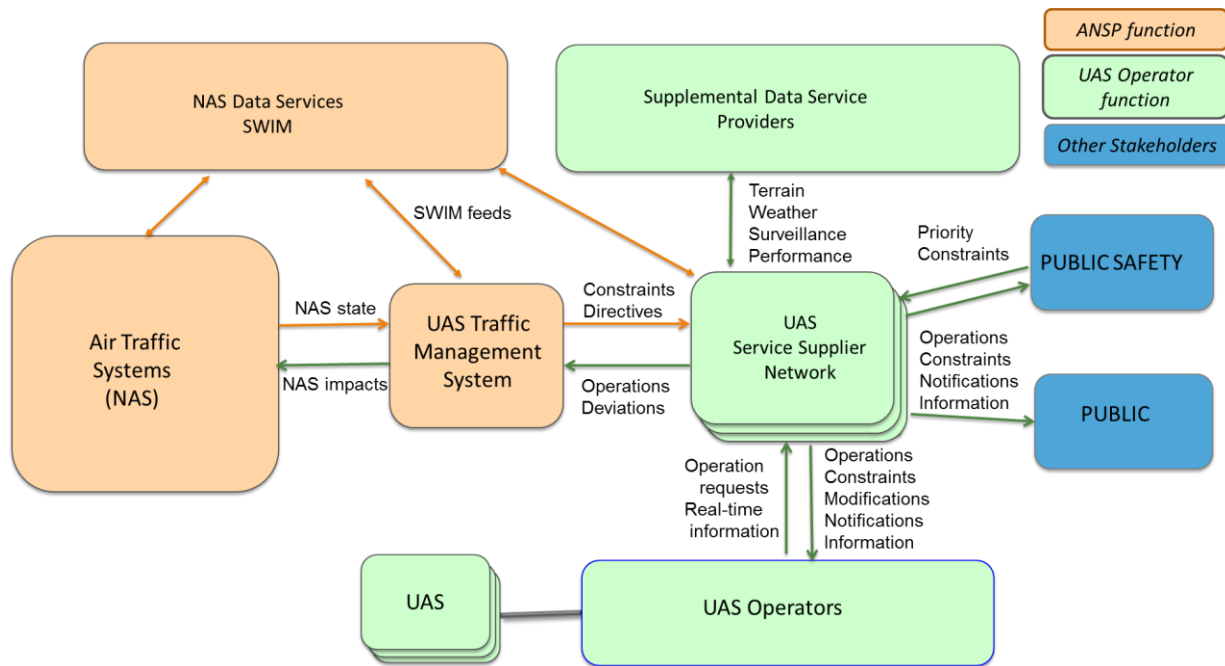 ANSP function
UAS Operator
function
Other Stakeholders
NAS Data Services
SWIM
Supplemental Data Service
Providers
SWIM feeds
Terrain
Weather
Surveillance
Performance
Priority
Constraints
PUBLIC SAFETY
Air Traffic
Systems
(NAS)
NAS state
NAS impacts
UAS Traffic
Management
System
Constraints
Directives
Operations
Deviations
UAS
Service Supplier
Network
Operations
Constraints
Notifications
Information
PUBLIC
Operation
requests
Real-time
information
Operations
Constraints
Modifications
Notifications
Information
UAS
UAS Operators